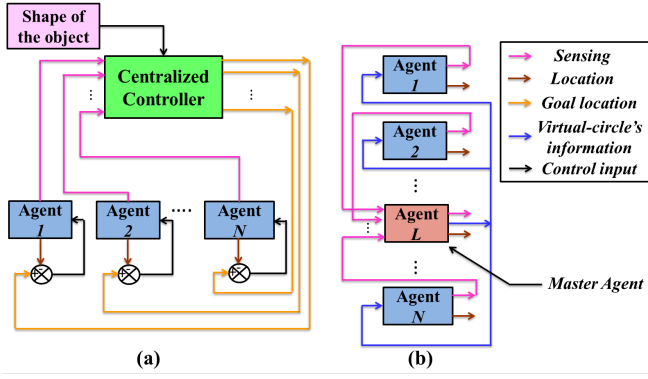 Shape of
the object
Centralized
Controller
Agent
1
Agent
2
Agent
N
(a)
Agent
1
Agent
2
Agent
L
Agent
N
Master Agent
(b)
Sensing
Location
Goal location
Virtual-circle's
information
Control input